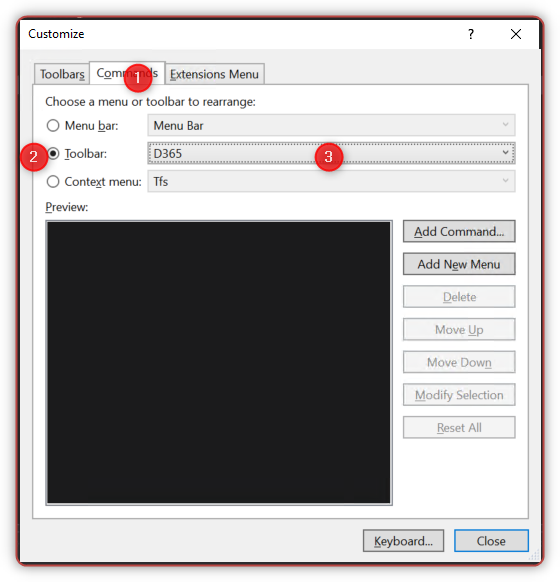 Customize
?
Toolbars Commands Extensions Menu
1
Choose a menu or toolbar to rearrange:
Menu bar: Menu Bar
2 Toolbar: D365 3
Context menu: Tfs
Preview:
Add Command...
Add New Menu
Delete
Move Up
Move Down
Modify Selection
Reset All
Keyboard... Close